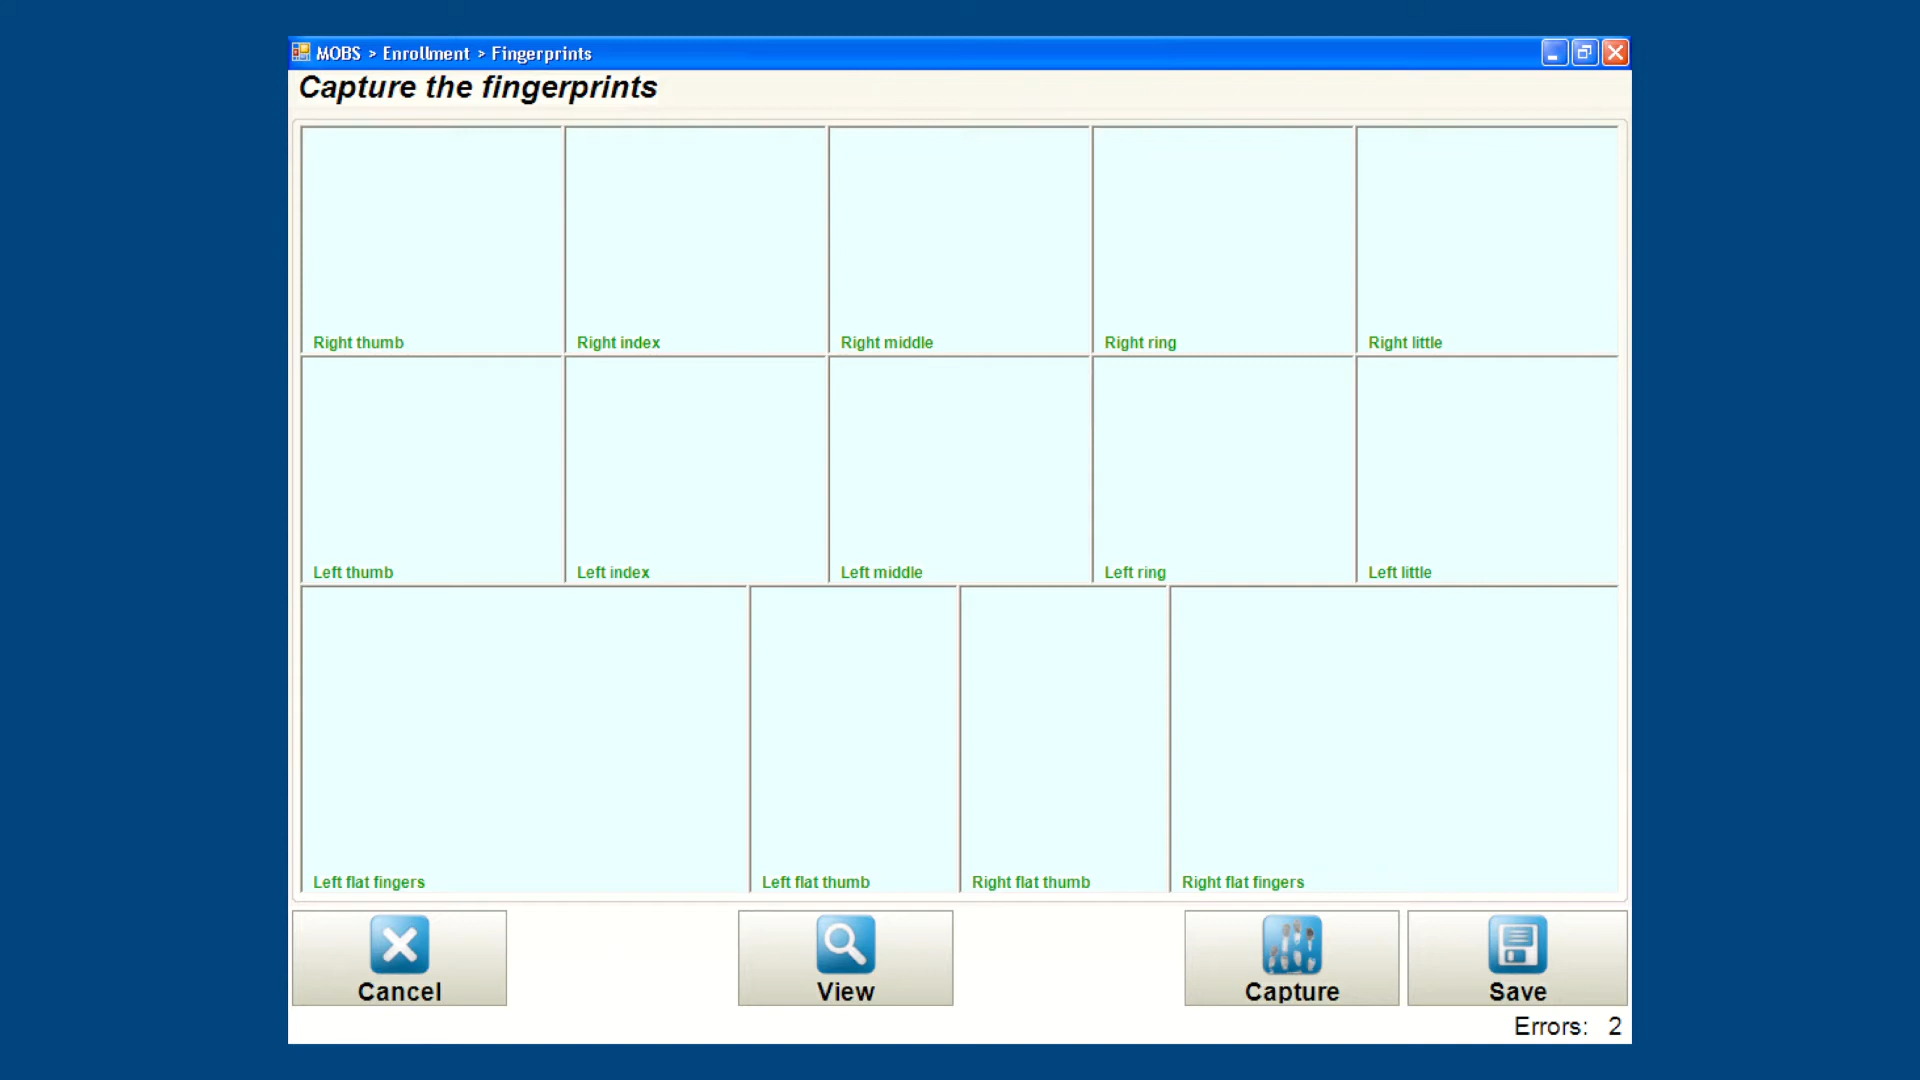 MOBS > Enrollment > Fingerprints
Capture the fingerprints
Right thumb
Right index
Right middle
Right ring
Right little
Left thumb
Left index
Left middle
Left ring
Left little
Left flat fingers
Left flat thumb
Right flat thumb
Right flat fingers
Cancel
View
Capture
Save
Errors: 2